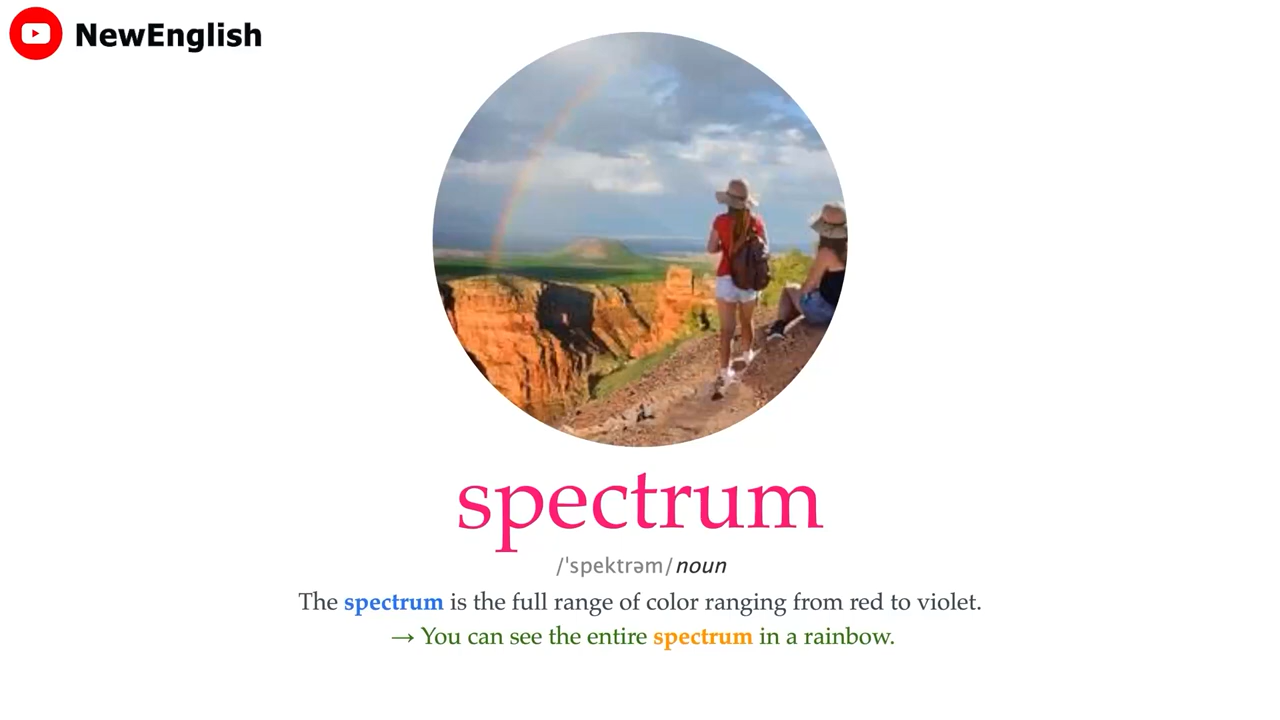 NewEnglish
spectrum
/ˈspektrəm/ noun
The spectrum is the full range of color ranging from red to violet.
→ You can see the entire spectrum in a rainbow.